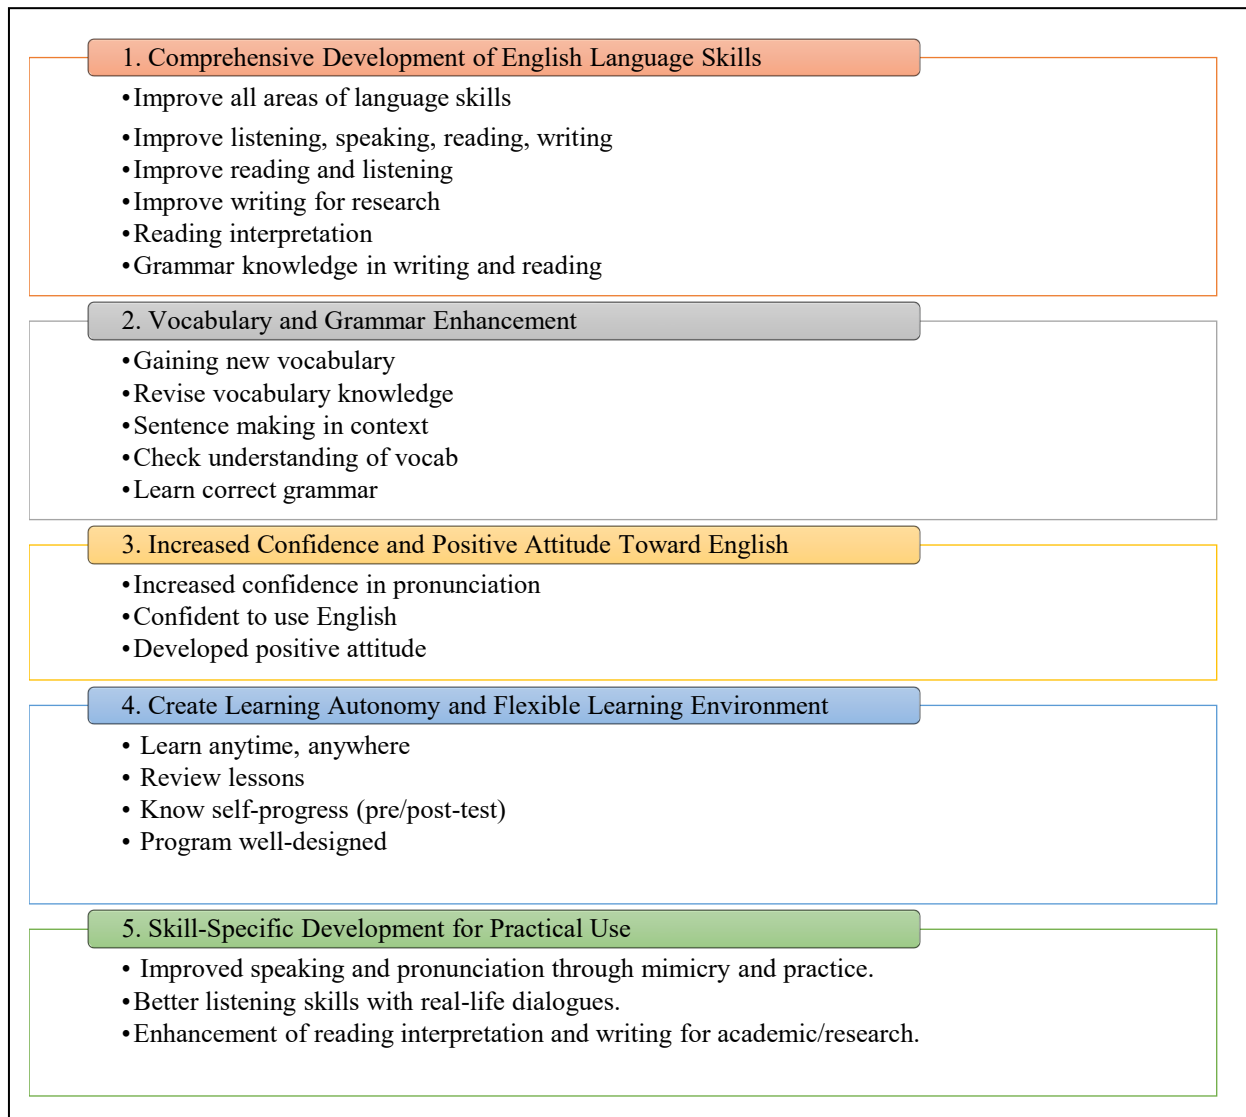 1. Comprehensive Development of English Language Skills
•Improve all areas of language skills
•Improve listening, speaking, reading, writing
•Improve reading and listening
•Improve writing for research
•Reading interpretation
•Grammar knowledge in writing and reading
2. Vocabulary and Grammar Enhancement
•Gaining new vocabulary
•Revise vocabulary knowledge
•Sentence making in context
•Check understanding of vocab
•Learn correct grammar
3. Increased Confidence and Positive Attitude Toward English
•Increased confidence in pronunciation
•Confident to use English
•Developed positive attitude
4. Create Learning Autonomy and Flexible Learning Environment
• Learn anytime, anywhere
• Review lessons
• Know self-progress (pre/post-test)
• Program well-designed
5. Skill-Specific Development for Practical Use
• Improved speaking and pronunciation through mimicry and practice.
•Better listening skills with real-life dialogues.
•Enhancement of reading interpretation and writing for academic/research.